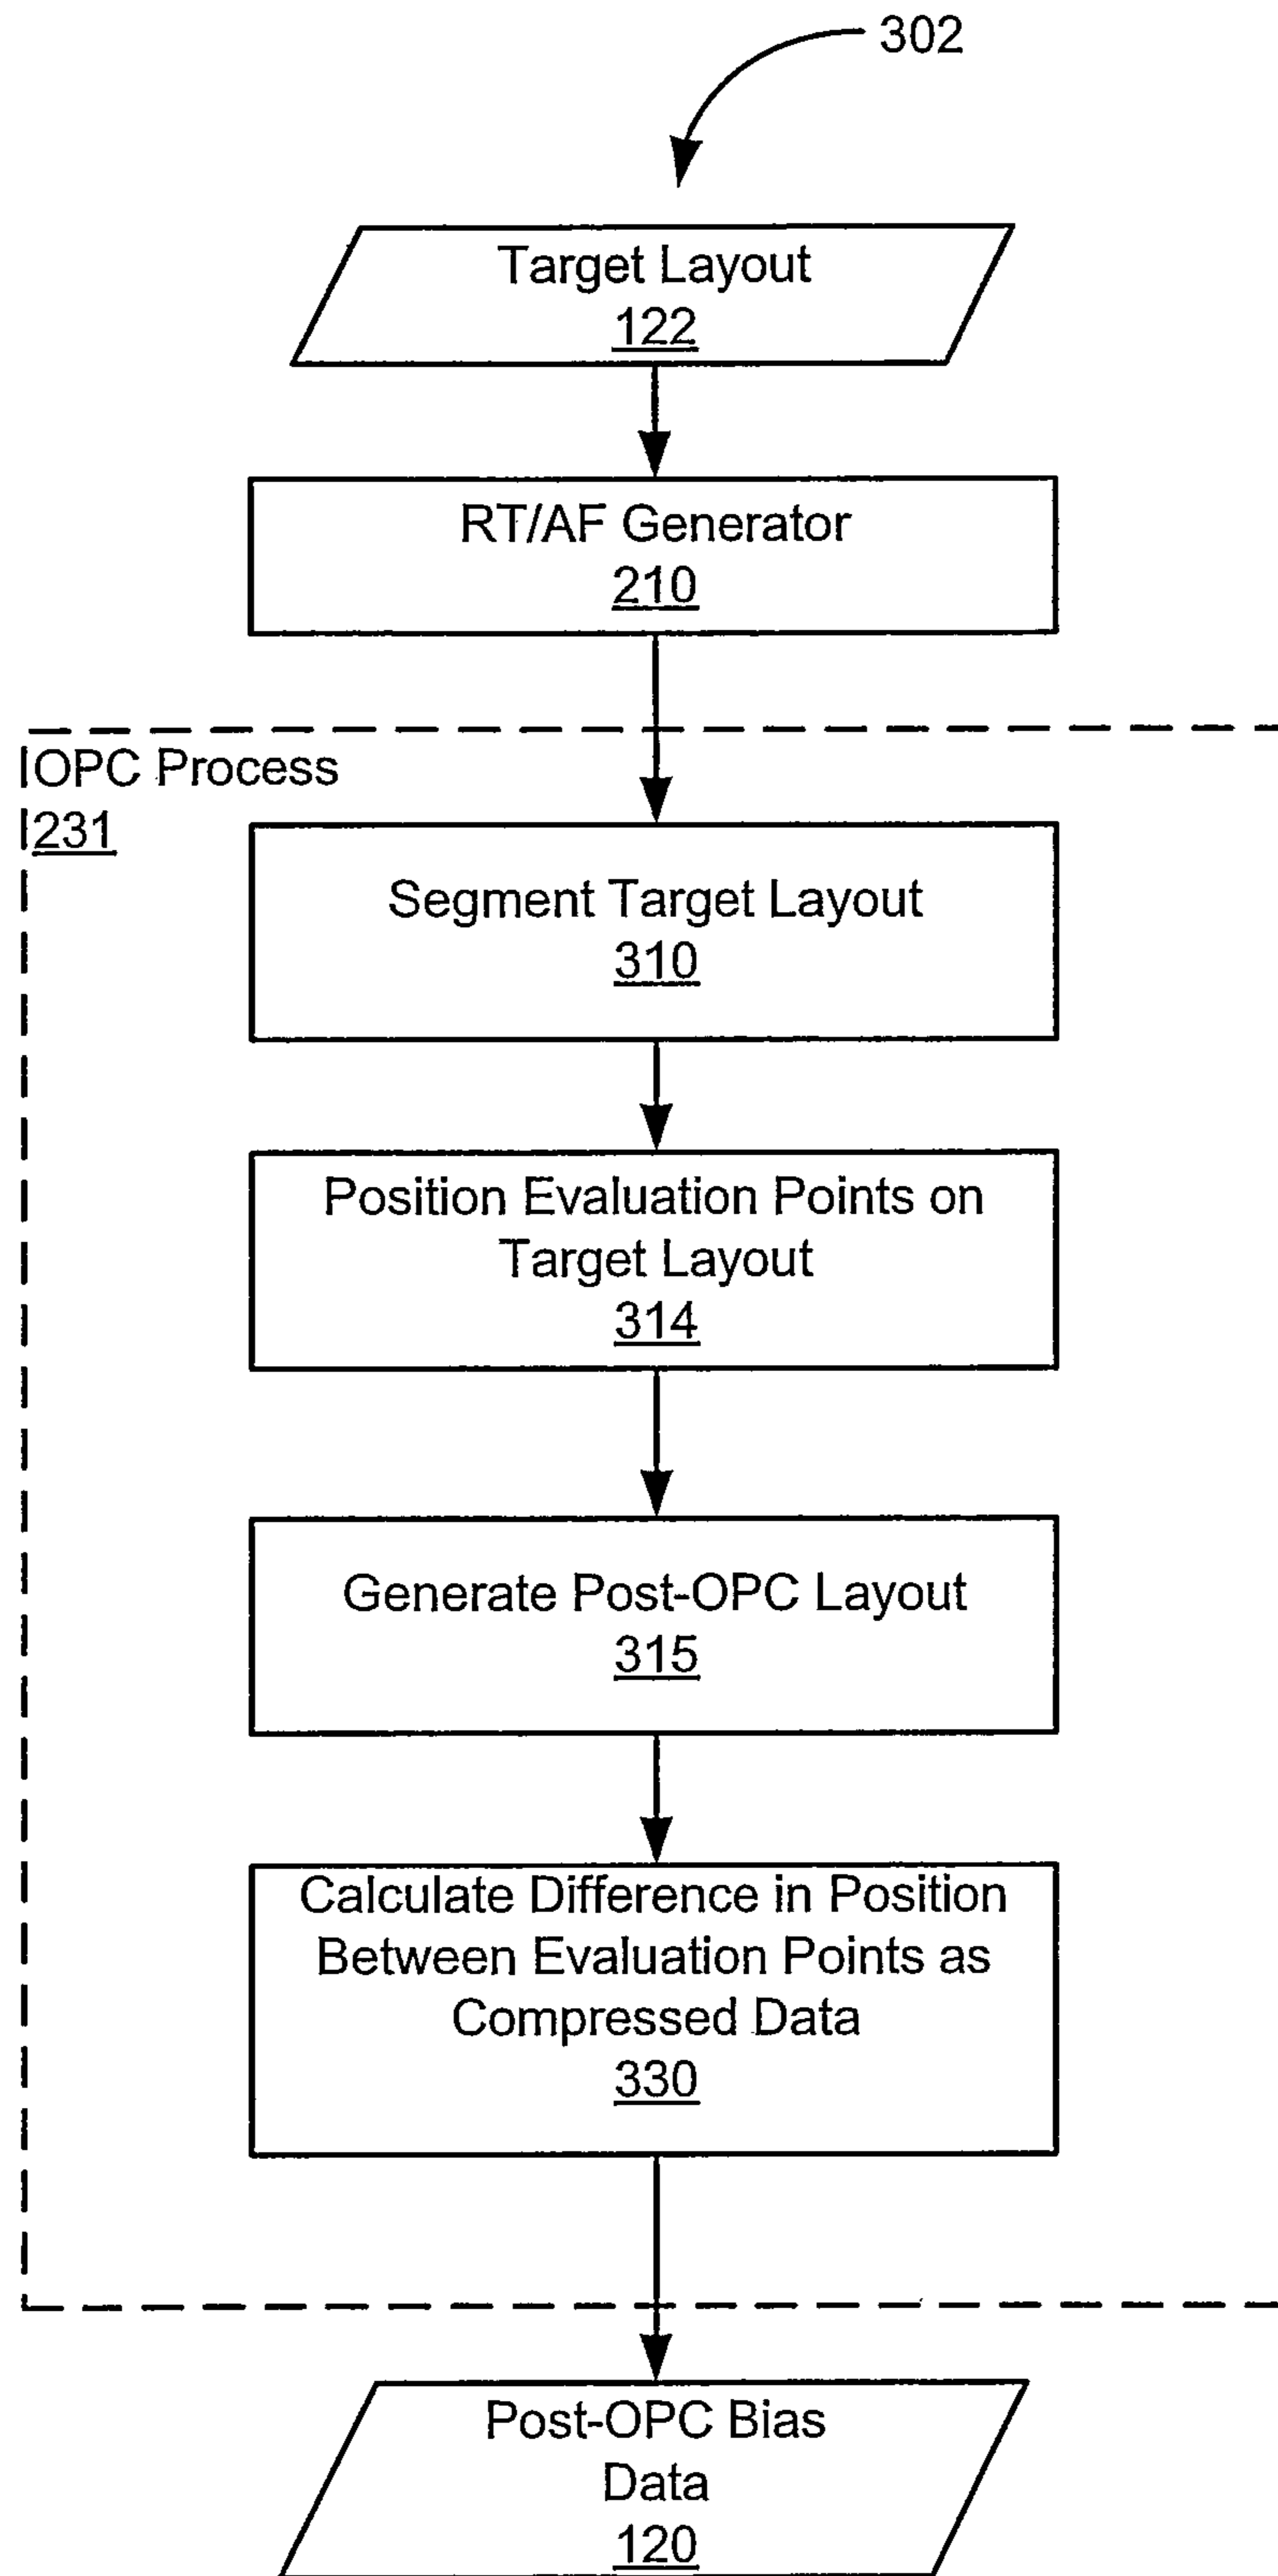 302
Target Layout
122
RT/AF Generator
210
OPC Process
231
Segment Target Layout
310
Position Evaluation Points on
Target Layout
314
Generate Post-OPC Layout
315
Calculate Difference in Position
Between Evaluation Points as
Compressed Data
330
Post-OPC Bias
Data
120